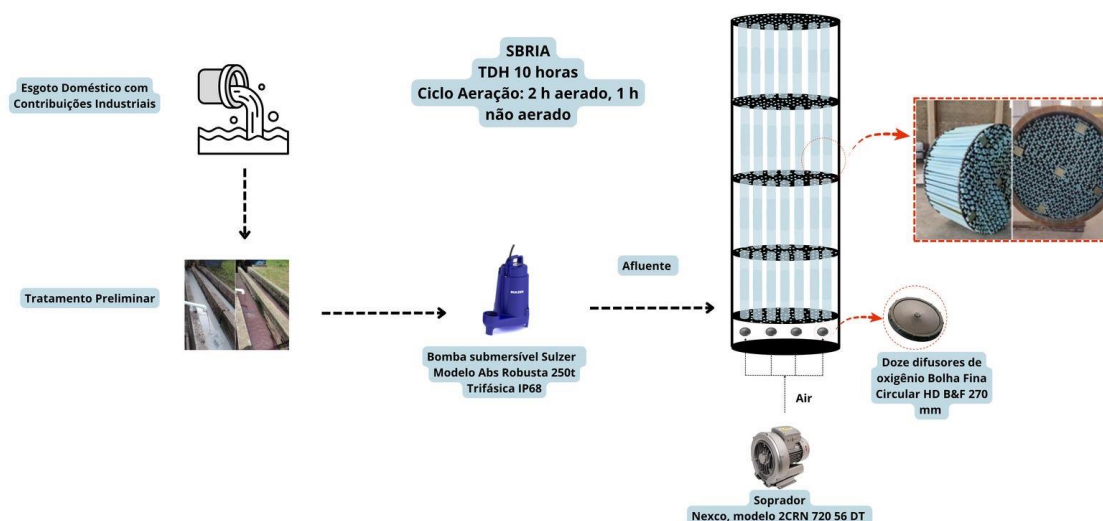 Esgoto Doméstico com
Contribuições Industriais
SBRIA
TDH 10 horas
Ciclo Aeração: 2 h aerado, 1 h
não aerado
Tratamento Preliminar
Afluente
Bomba submersível Sulzer
Modelo Abs Robusta 250t
Trifásica IP68
Doze difusores de
oxigênio Bolha Fina
Circular HD B&F 270
mm
Air
Soprador
Nexco, modelo 2CRN 720 56 DT